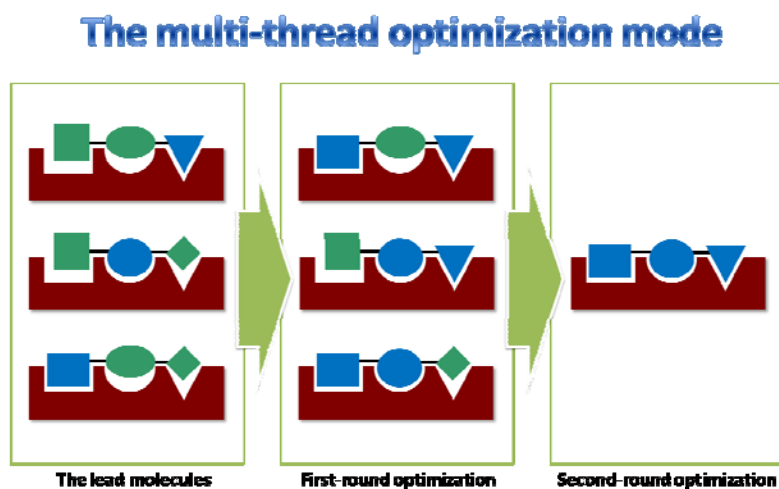 The multi-thread optimization mode
The lead molecules
First-round optimization
Second-round optimization